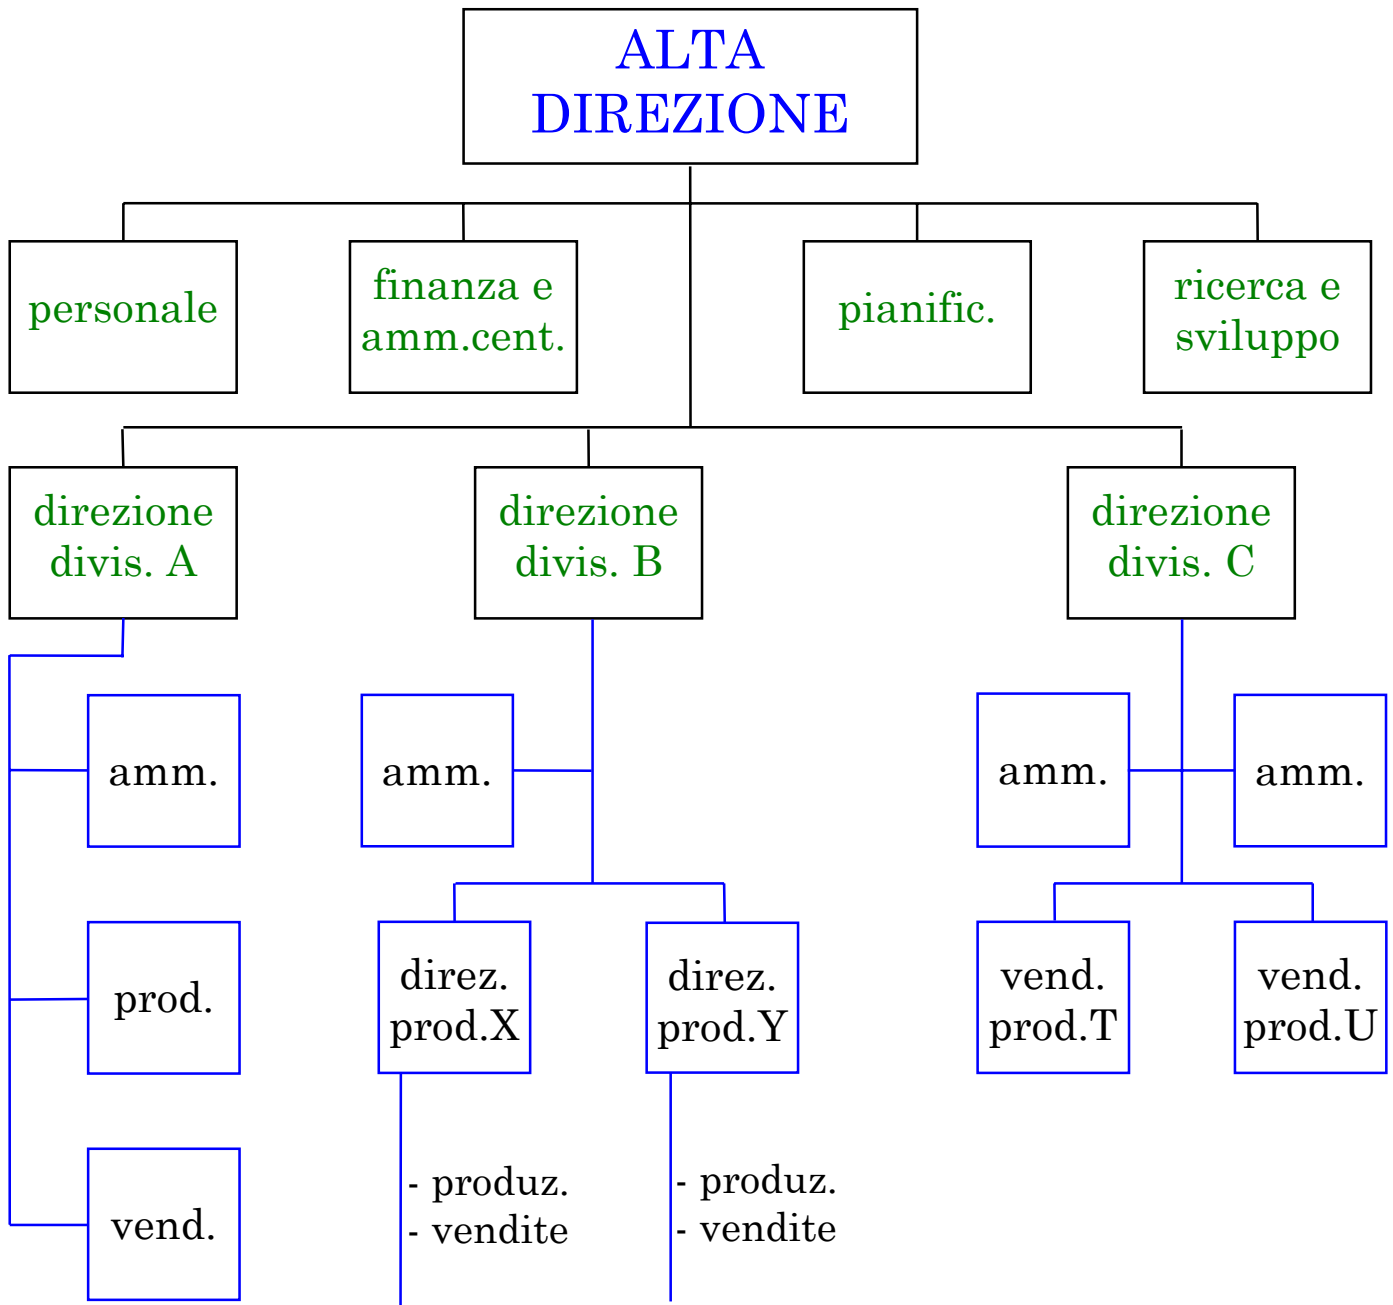 ALTA
DIREZIONE
personale
finanza e
amm.cent.
pianific.
ricerca e
sviluppo
direzione
divis. A
direzione
divis. B
direzione
divis. C
amm.
amm.
amm.
amm.
prod.
direz.
prod.X
direz.
prod.Y
vend.
prod.T
vend.
prod.U
vend.
- produz.
- vendite
- produz.
- vendite